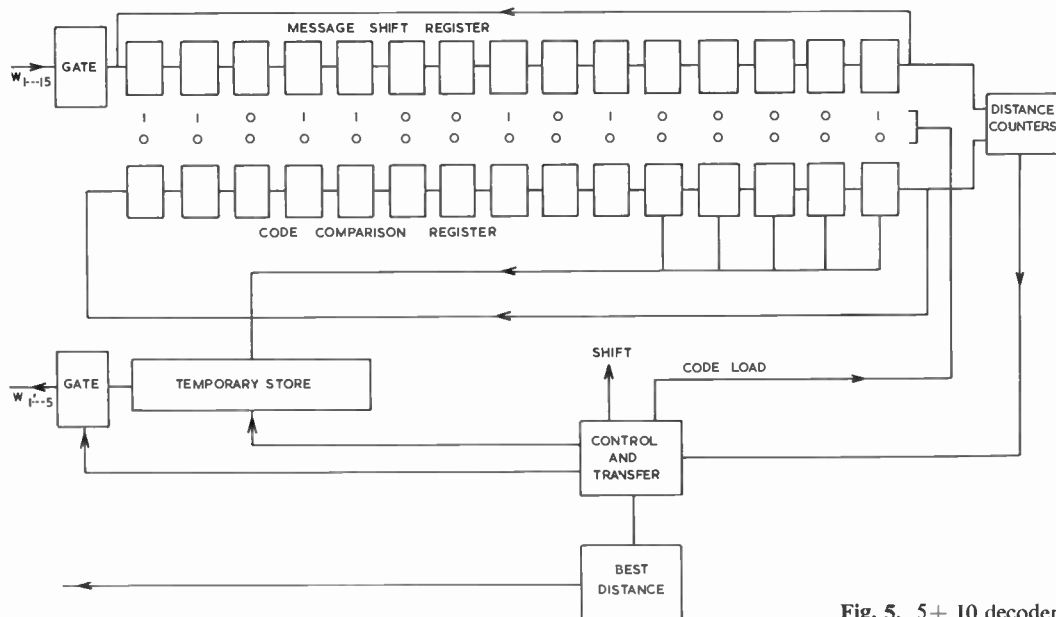 MESSAGE SHIFT REGISTER
GATE
W1---15
1 1 0 1 1 0 0 1 0 1 0 0 0 0 1
0 0 0 0 0 0 0 0 0 0 0 0 0 0 0
DISTANCE
COUNTERS
CODE COMPARISON REGISTER
SHIFT
CODE LOAD
GATE
W'1---5
TEMPORARY STORE
CONTROL
AND
TRANSFER
BEST
DISTANCE
Fig. 5. 5+ 10 decoder